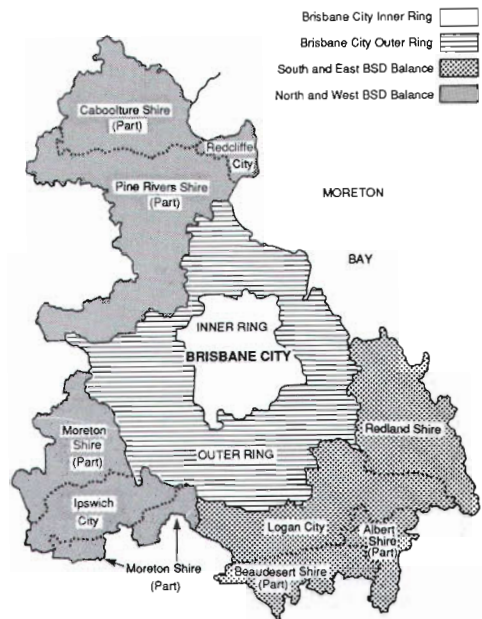 Brisbane City Inner Ring
Brisbane City Outer Ring
South and East BSD Balance
North and West BSD Balance
Caboolture Shire
(Part)
Redcliffe
City
Pine Rivers Shire
(Part)
MORETON
BAY
INNER RING
BRISBANE CITY
Moreton
Shire
(Part)
Redland Shire
OUTER RING
Ipswich
City
Logan City
Albert
Shire
(Part)
Moreton Shire
(Part)
Beaudesert Shire
(Part)